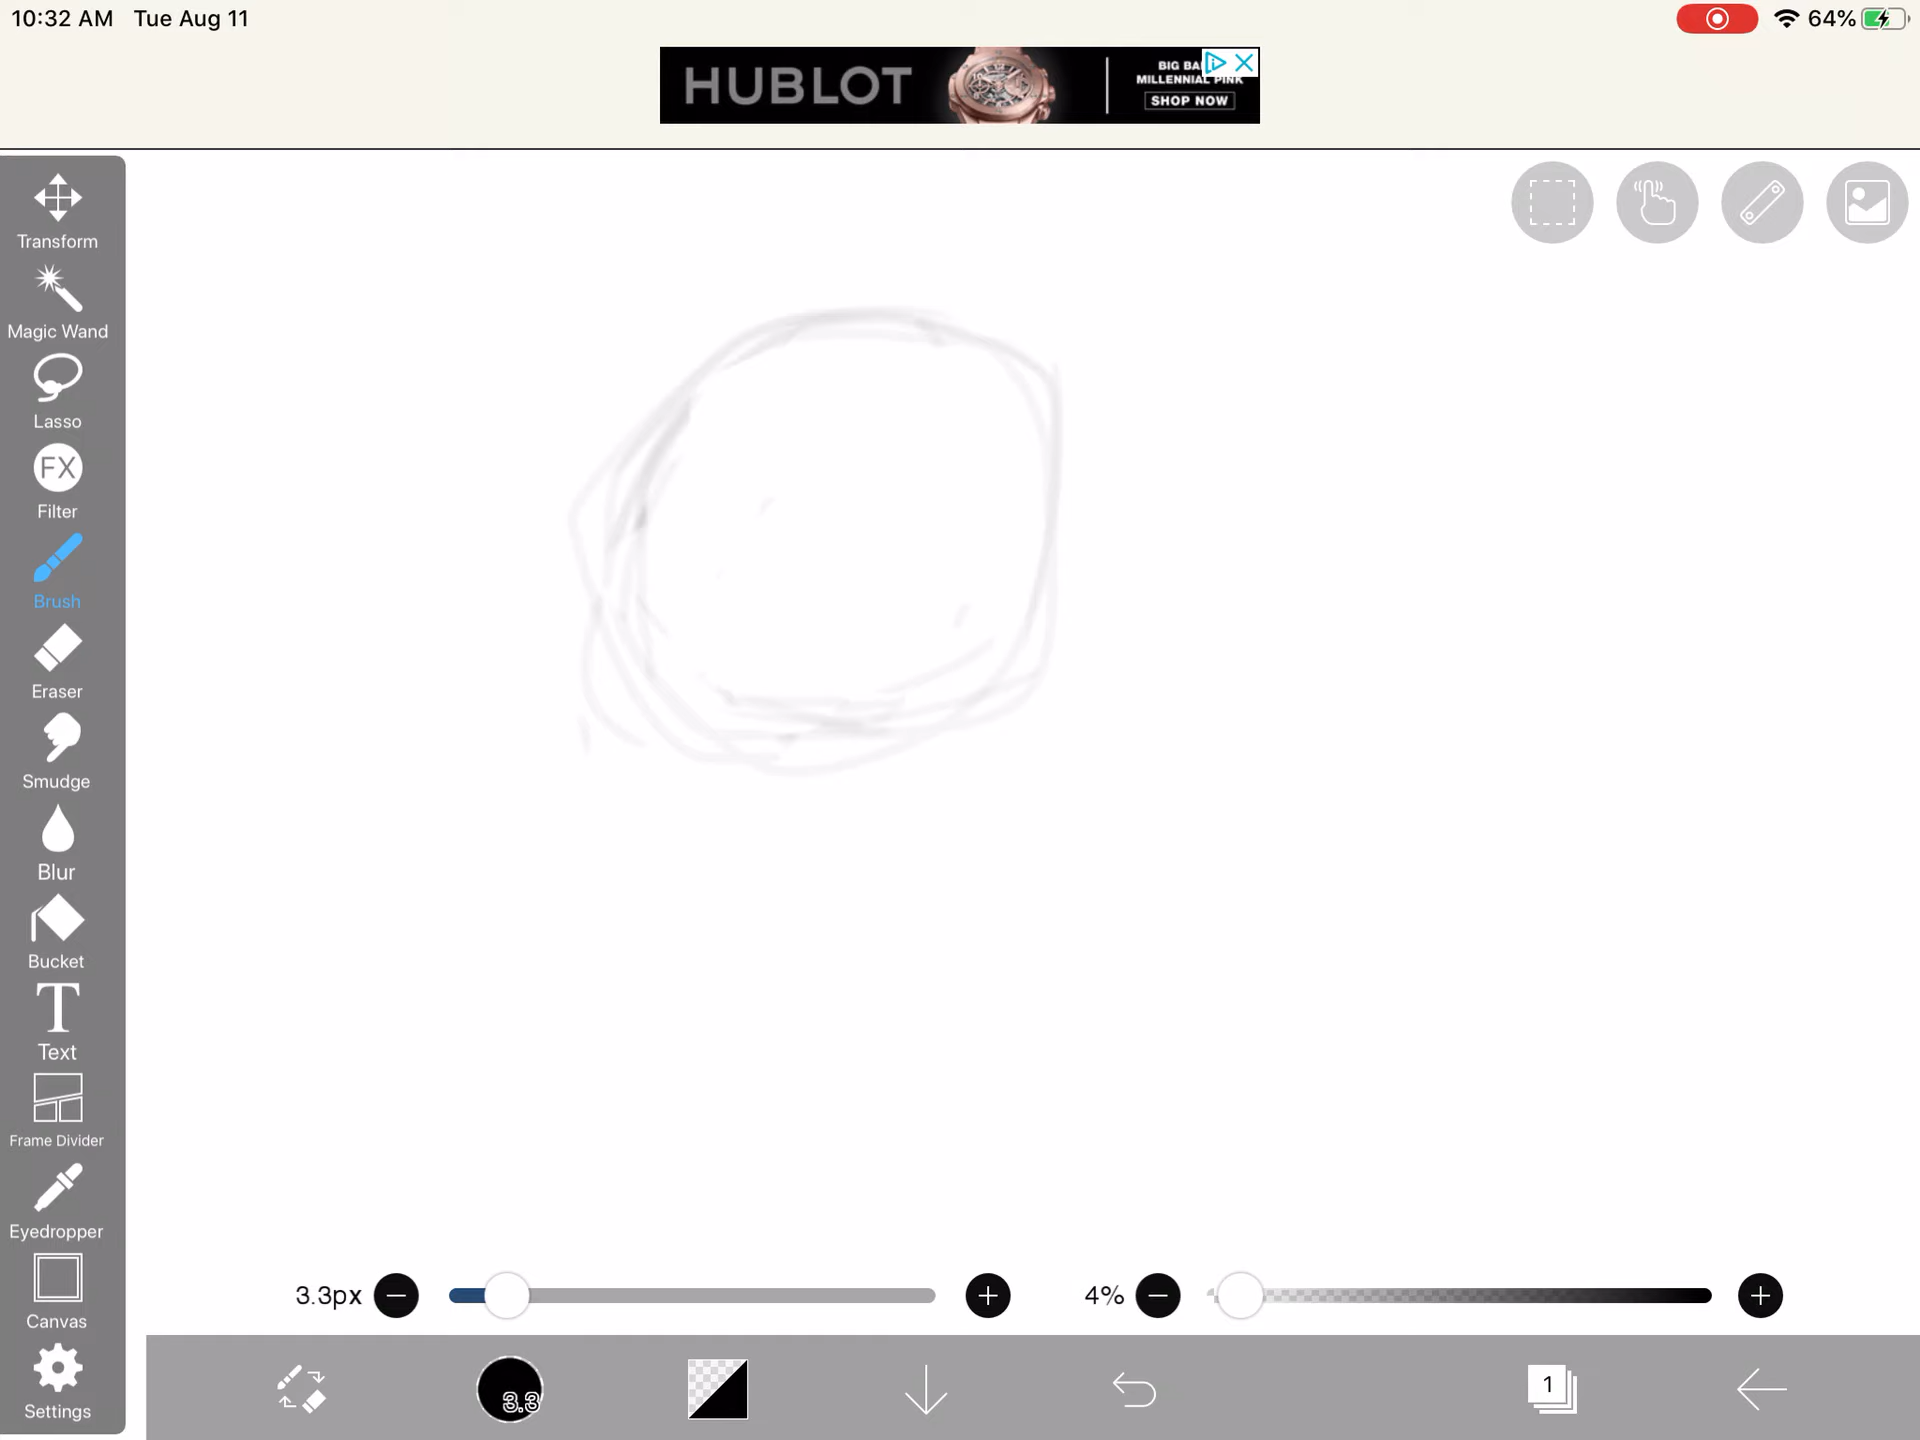 10:32 AM Tue Aug 11
64%
HUBLOT
BIG BA
MILLENNIAL PINK
SHOP NOW
Transform
Magic Wand
Lasso
FX
Filter
Brush
Eraser
Smudge
Blur
Bucket
T
Text
Frame Divider
Eyedropper
Canvas
Settings
3.3px
4%
3.3
1